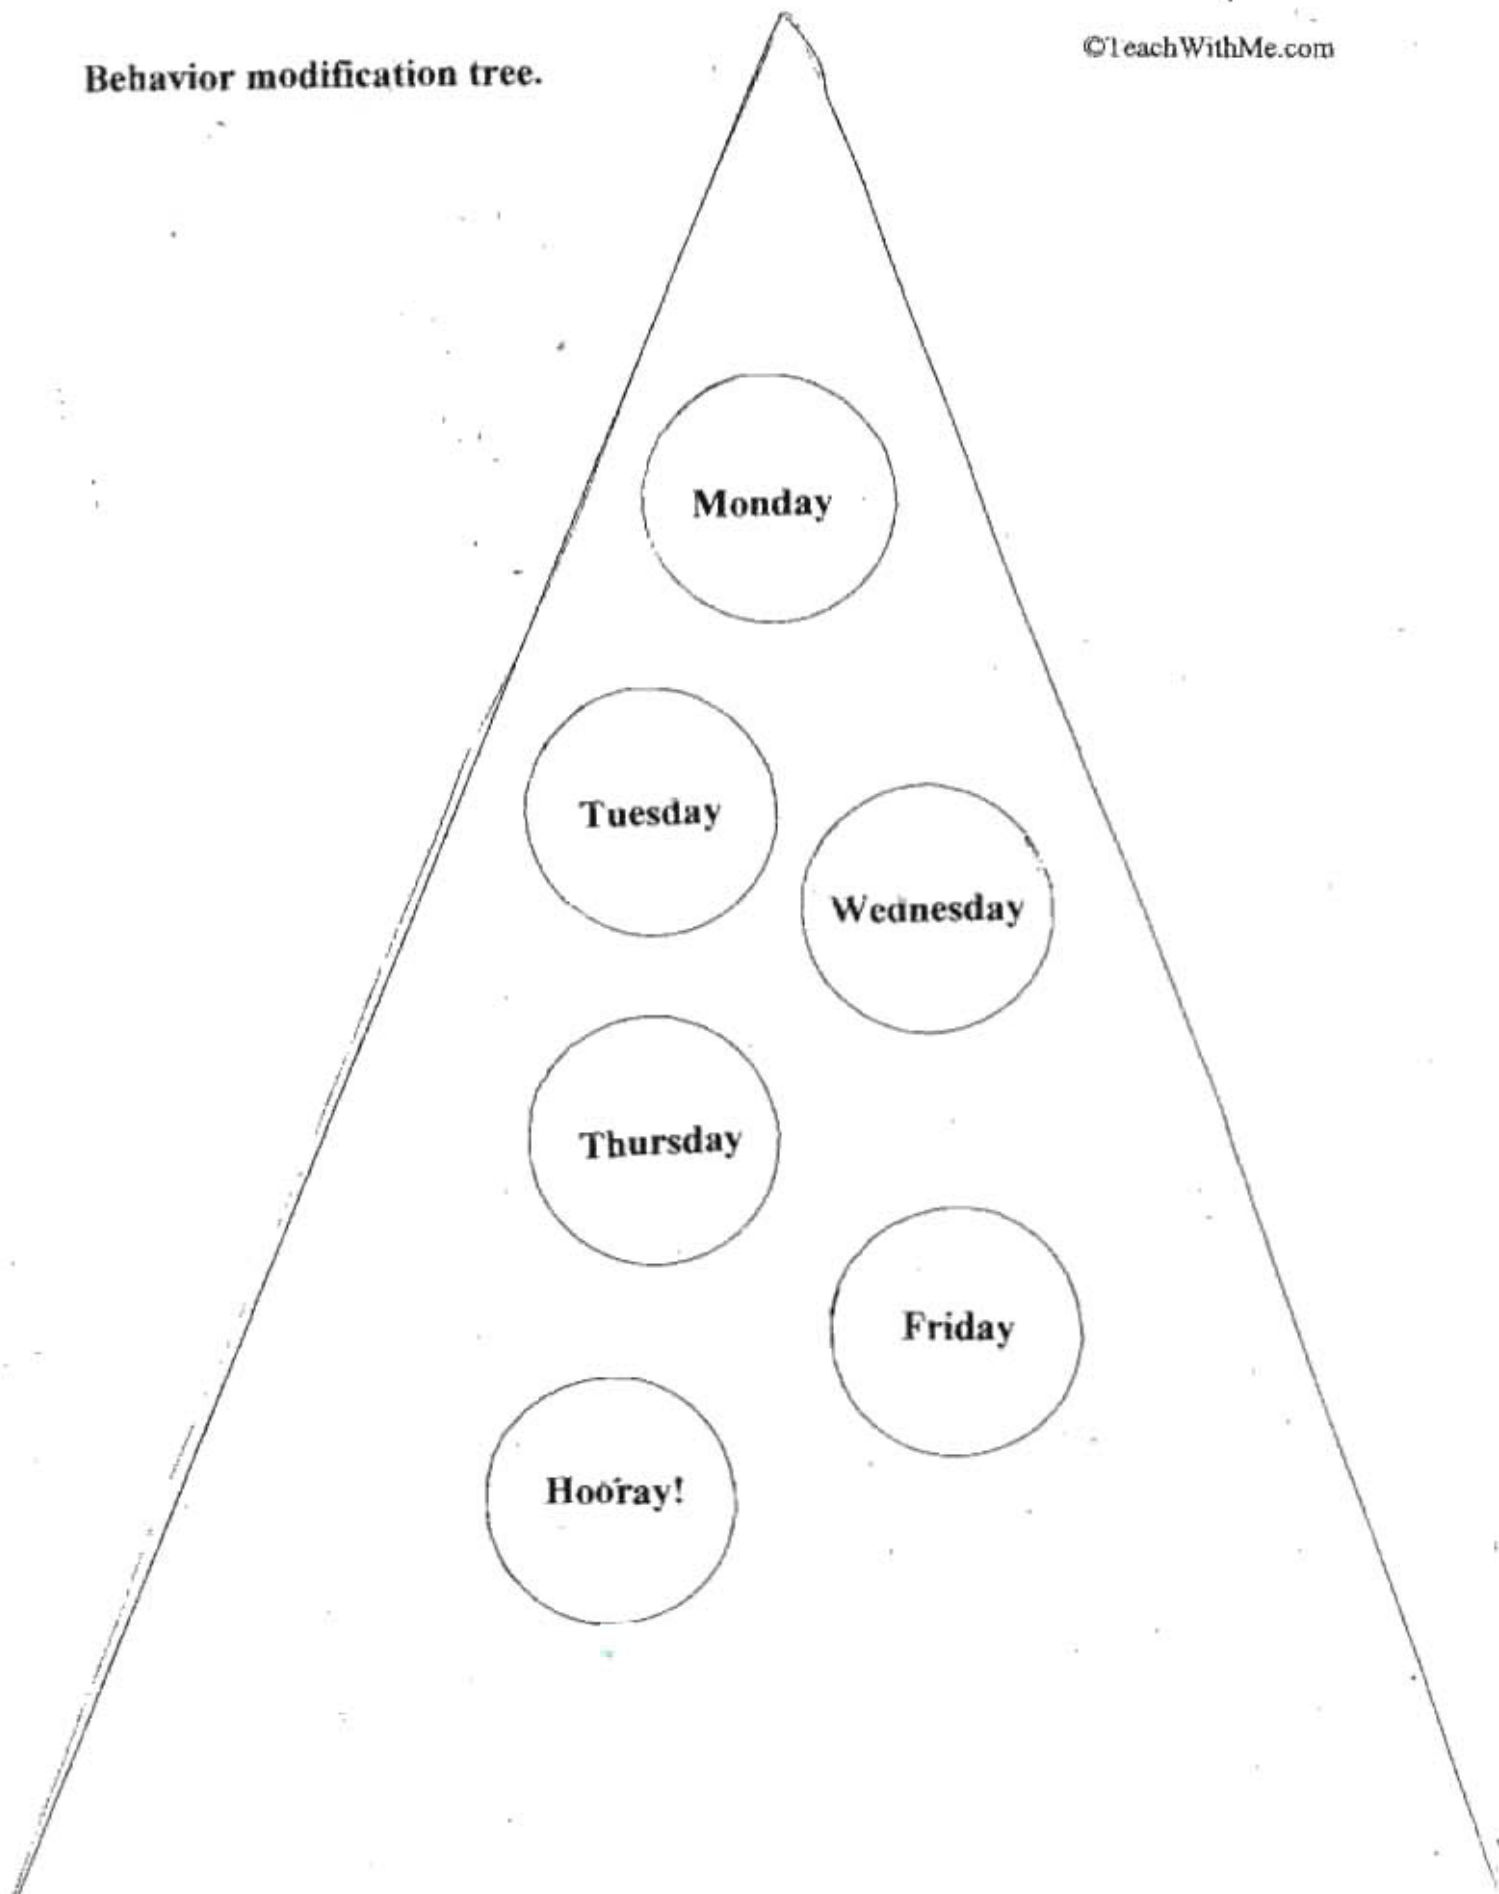 Behavior modification tree.
©TeachWithMe.com
Monday
Tuesday
Wednesday
Thursday
Friday
Hooray!